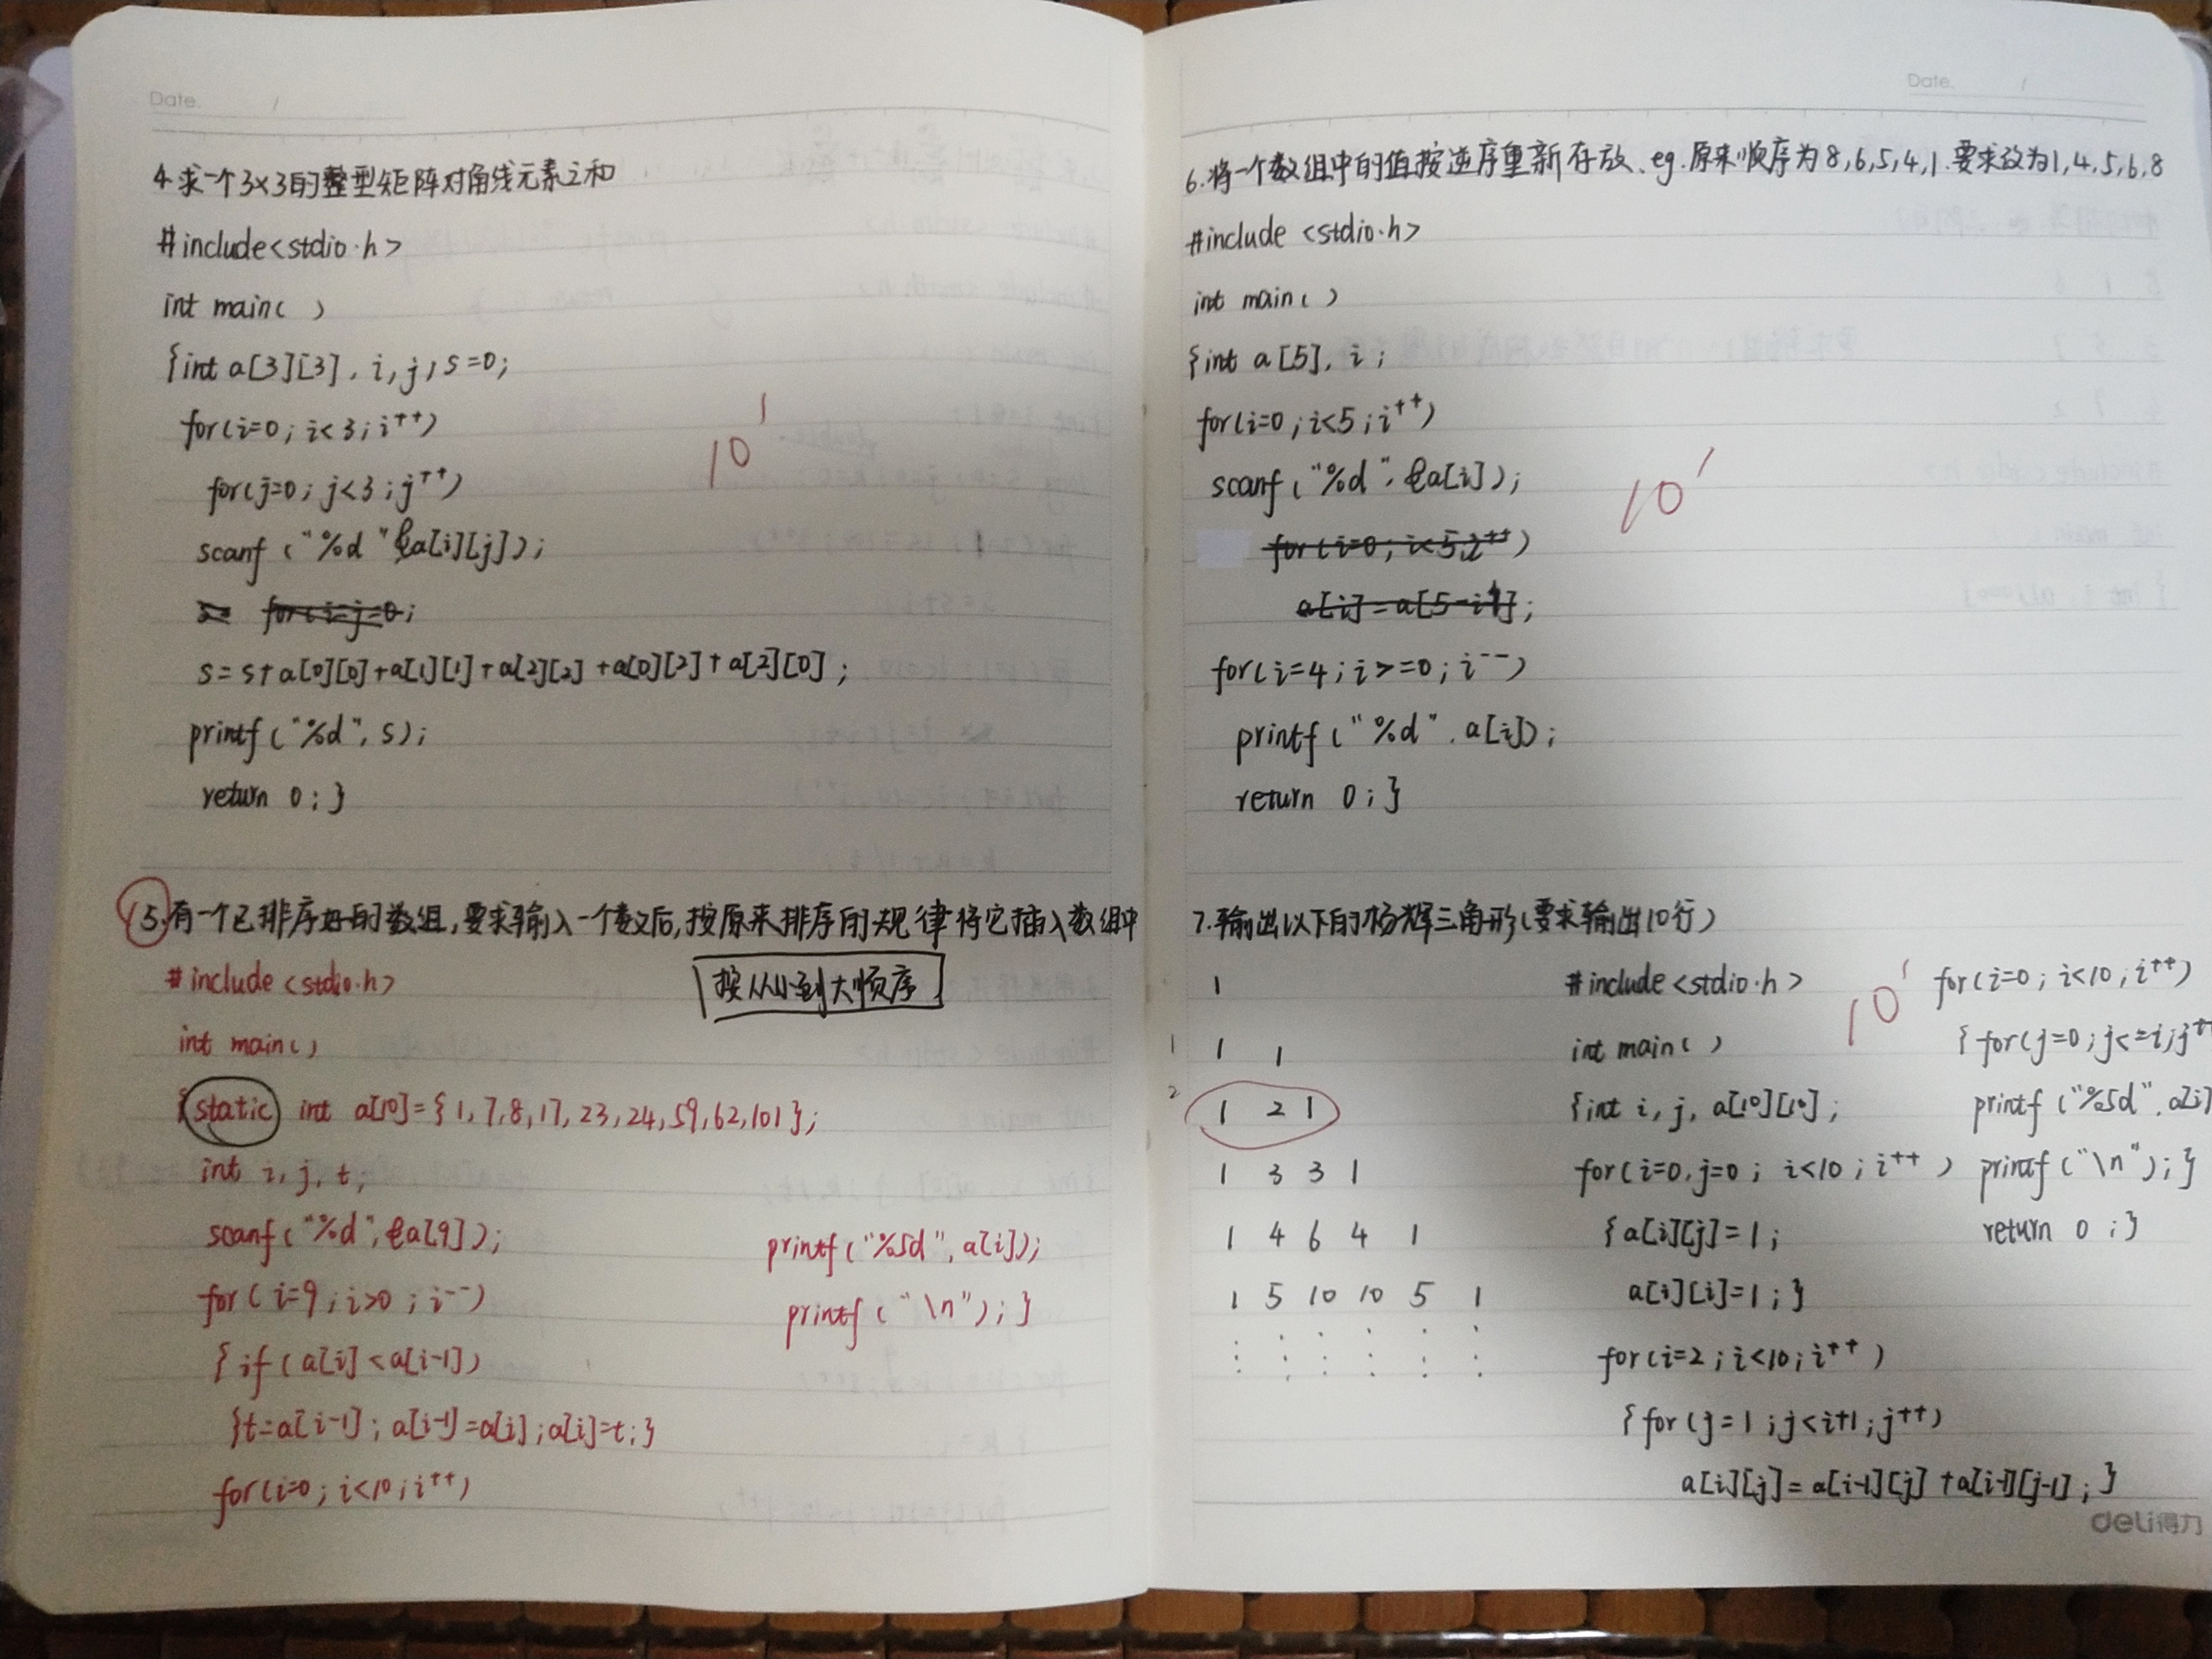 Date. /
4.求一个3×3的整型矩阵对角线元素之和
#include<stdio.h>
int main( )
{int a[3][3], i, j, s=0;
for(i=0; i<3; i++)
for(j=0; j<3; j++)
scanf ("%d"&a[i][j]);
for(i=j=0;
s=s+a[0][0]+a[1][1]+a[2][2]+a[0][2]+a[2][0];
printf("%d", s);
return 0; }
10'
5.有一个已排序好的数组,要求输入一个数后,按原来排序的规律将它插入数组中
按从小到大顺序
#include <stdio.h>
int main()
{static int a[10]={1,7,8,17,23,24,59,62,101};
int i, j, t;
scanf("%d",&a[9]);
for(i=9;i>0;i--)
{if(a[i]<a[i-1])
{t=a[i-1]; a[i-1]=a[i];a[i]=t;}
for(i=0; i<10; i++)
printf("%5d", a[i]);
printf("\n"); }
Date. /
6.将一个数组中的值按逆序重新存放、eg.原来顺序为8,6,5,4,1.要求改为1,4,5,6,8
#include <stdio.h>
int main( )
{int a[5], i;
for(i=0;i<5;i++)
scanf("%d",&a[i]);
for(i=0;i<5;i++)
a[i]=a[5-i-1];
for(i=4;i>=0;i--)
printf("%d",a[i]);
return 0;}
10'
7.输出以下的杨辉三角形(要求输出10行)
1
1 1 1
2 1 2 1
1 3 3 1
1 4 6 4 1
1 5 10 10 5 1
#include<stdio.h>
int main( )
{int i, j, a[10][10];
for(i=0,j=0; i<10; i++)
{a[i][j]=1;
a[i][i]=1;}
for(i=2;i<10;i++)
{for(j=1;j<i+1;j++)
a[i][j]=a[i-1][j]+a[i-1][j-1];}
10'
for(i=0; i<10; i++)
{for(j=0;j<=i;j++
printf("%5d",a[i]
printf("\n");}
return 0;}
deli得力